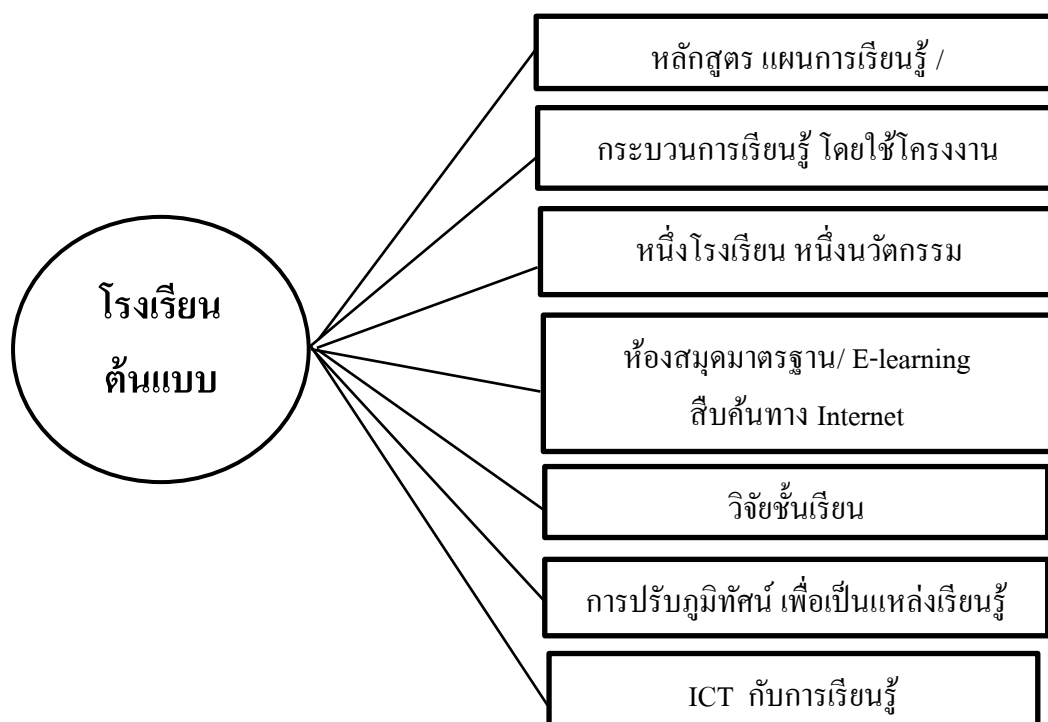 หลักสูตร แผนการเรียนรู้ /
กระบวนการเรียนรู้ โดยใช้โครงงาน
หนึ่งโรงเรียน หนึ่งนวัตกรรม
โรงเรียน
ต้นแบบ
ห้องสมุดมาตรฐาน/ E-learning
สืบค้นทาง Internet
วิจัยชั้นเรียน
การปรับภูมิทัศน์ เพื่อเป็นแหล่งเรียนรู้
ICT กับการเรียนรู้